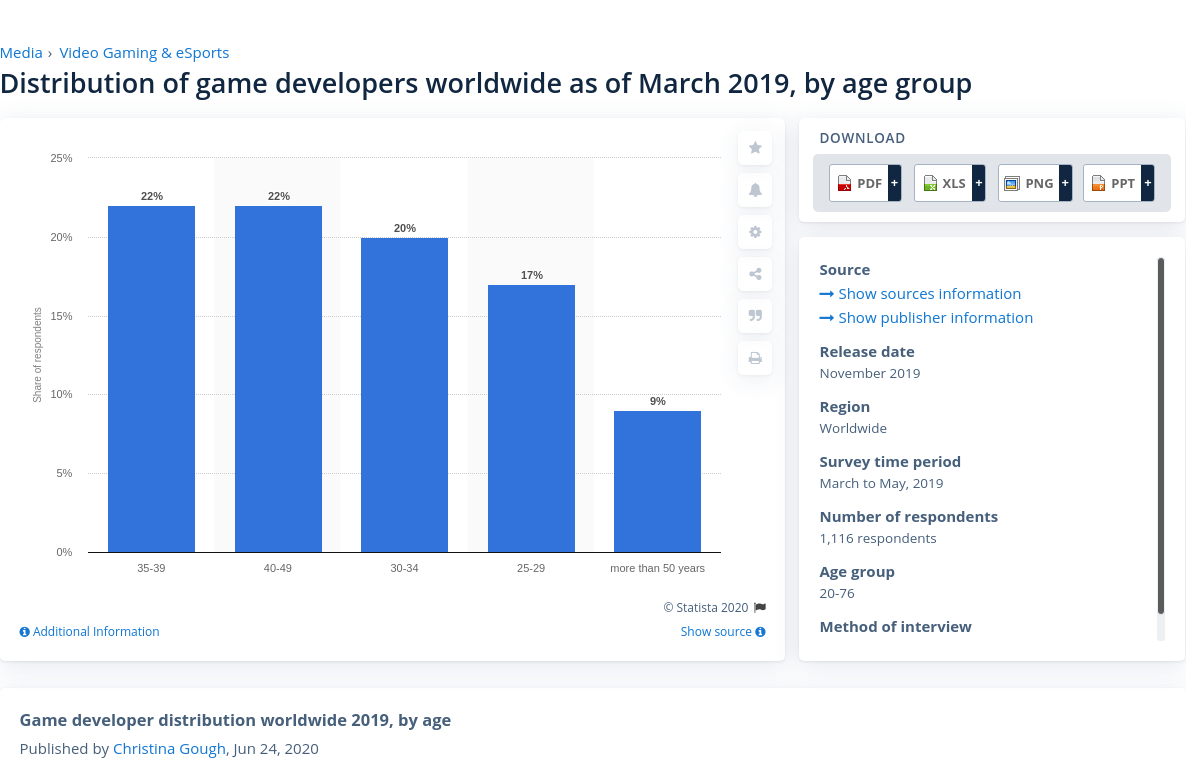 Media › Video Gaming & eSports
Distribution of game developers worldwide as of March 2019, by age group
25%
20%
15%
10%
5%
0%
Share of respondents
22%
22%
20%
17%
9%
35-39
40-49
30-34
25-29
more than 50 years
© Statista 2020
Additional Information
Show source
DOWNLOAD
PDF +
XLS +
PNG +
PPT +
Source
Show sources information
Show publisher information
Release date
November 2019
Region
Worldwide
Survey time period
March to May, 2019
Number of respondents
1,116 respondents
Age group
20-76
Method of interview
Game developer distribution worldwide 2019, by age
Published by Christina Gough, Jun 24, 2020